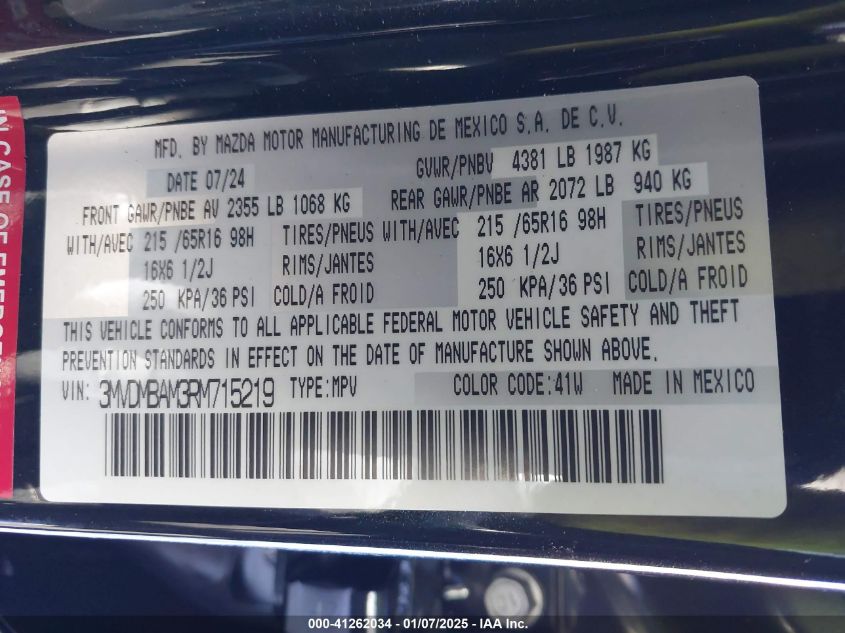 MFD. BY MAZDA MOTOR MANUFACTURING DE MEXICO S.A. DE C.V.
DATE 07/24 GVWR/PNBV 4381 LB 1987 KG
FRONT GAWR/PNBE AV 2355 LB 1068 KG REAR GAWR/PNBE AR 2072 LB 940 KG
WITH/AVEC 215 /65R16 98H TIRES/PNEUS WITH/AVEC 215 /65R16 98H TIRES/PNEUS
16X6 1/2J RIMS/JANTES 16X6 1/2J RIMS/JANTES
250 KPA/36 PSI COLD/A FROID 250 KPA/36 PSI COLD/A FROID
THIS VEHICLE CONFORMS TO ALL APPLICABLE FEDERAL MOTOR VEHICLE SAFETY AND THEFT
PREVENTION STANDARDS IN EFFECT ON THE DATE OF MANUFACTURE SHOWN ABOVE.
VIN: 3MVDMBAM3RM715219 TYPE:MPV COLOR CODE:41W MADE IN MEXICO
IN CASE OF
000-41262034 - 01/07/2025 - © IAA Inc.